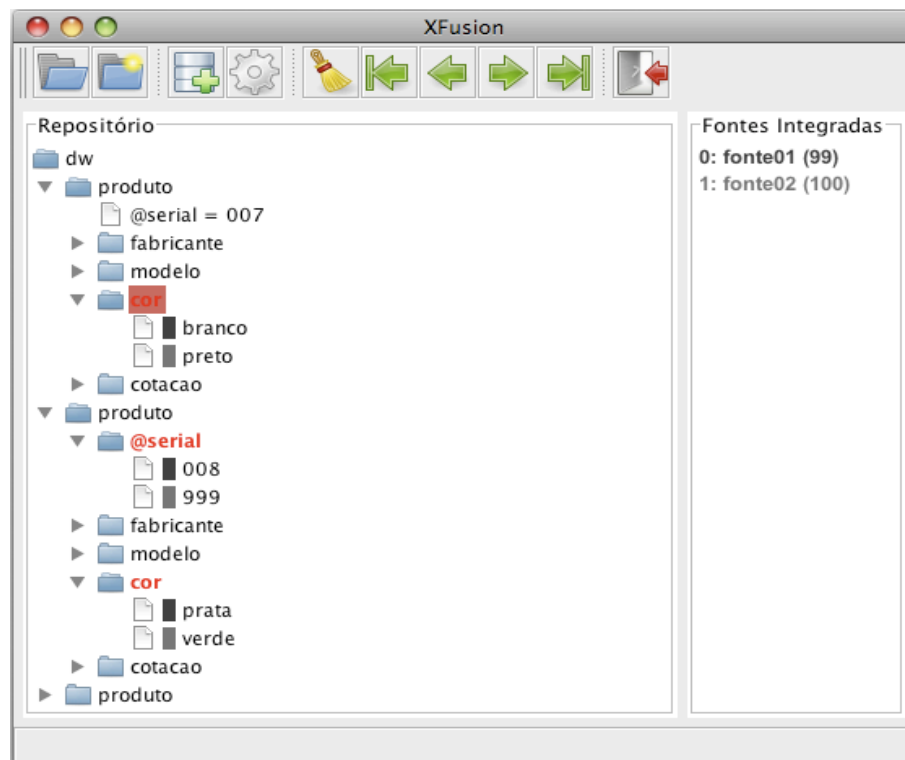 XFusion
Repositório
dw
produto
@serial = 007
fabricante
modelo
cor
branco
preto
cotacao
produto
@serial
008
999
fabricante
modelo
cor
prata
verde
cotacao
produto
Fontes Integradas
0: fonte01 (99)
1: fonte02 (100)